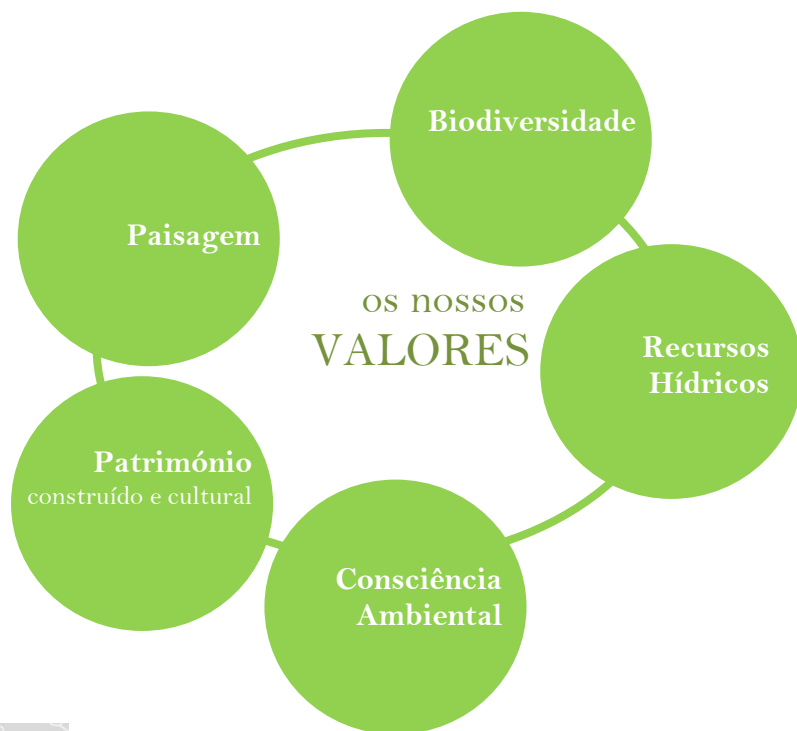 Biodiversidade
Paisagem
os nossos
VALORES
Recursos
Hídricos
Património
construído e cultural
Consciência
Ambiental